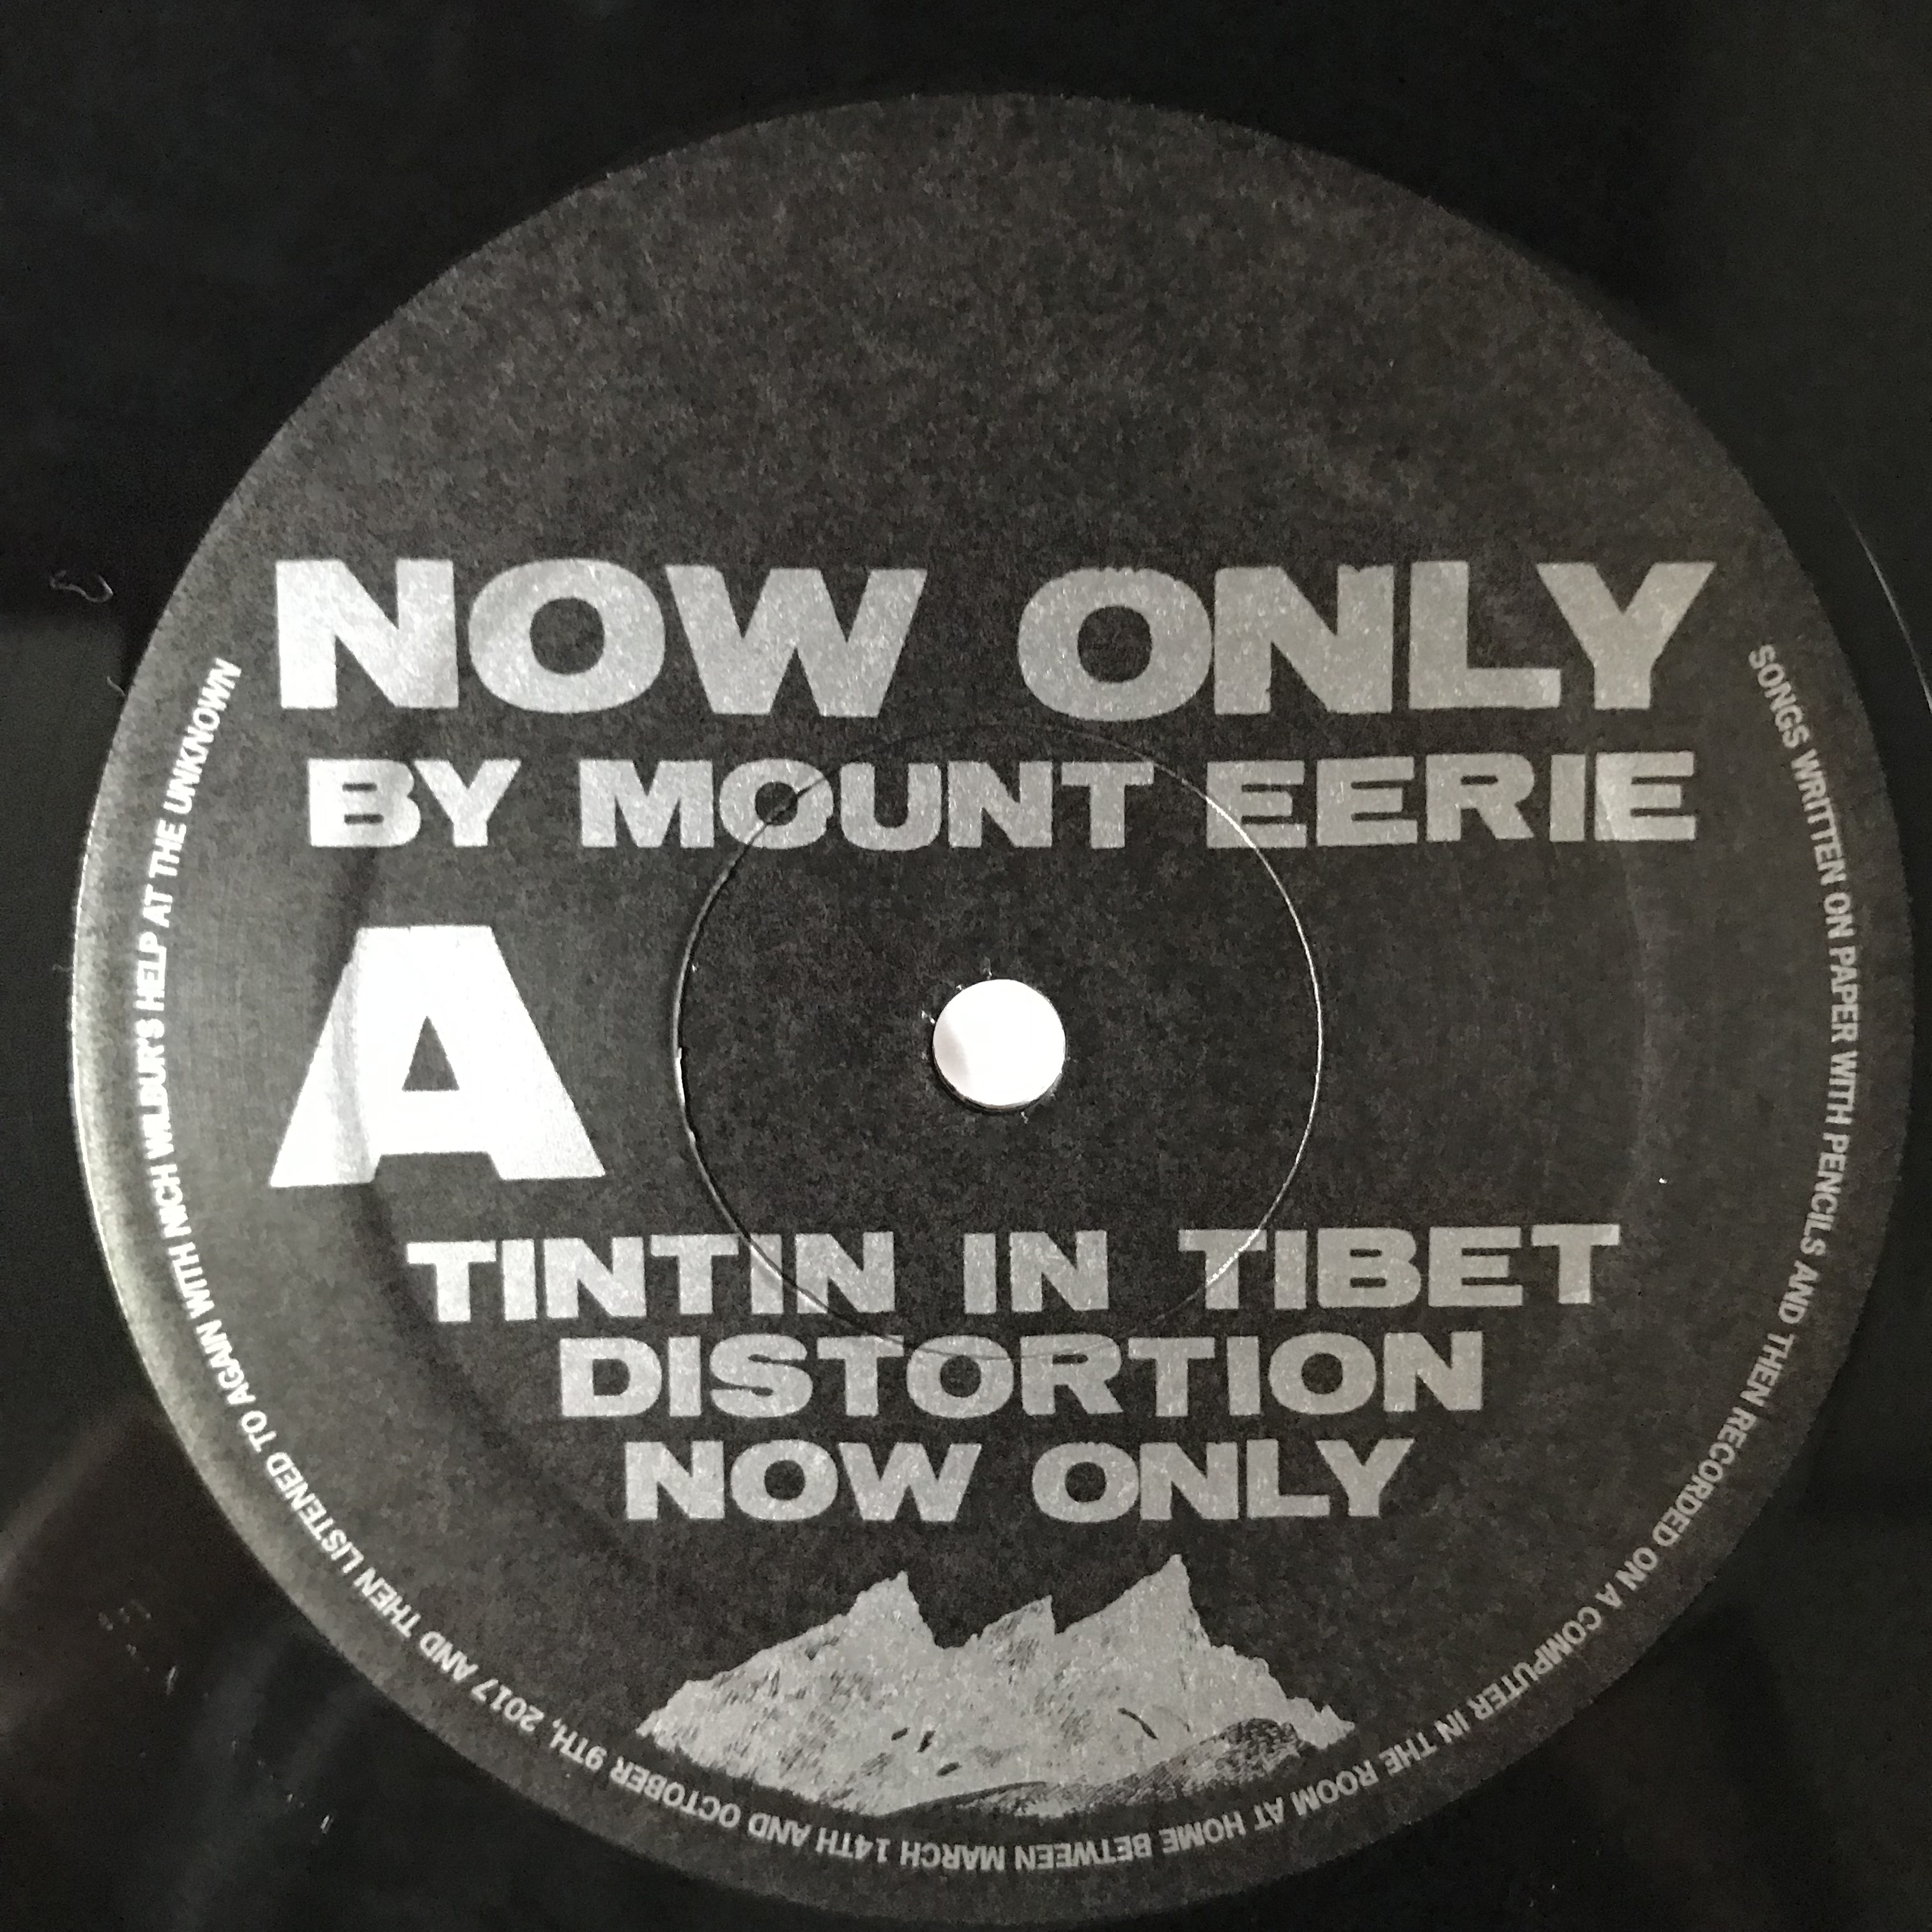 NOW ONLY
BY MOUNT EERIE
A
TINTIN IN TIBET
DISTORTION
NOW ONLY
SONGS WRITTEN ON PAPER WITH PENCILS AND THEN RECORDED ON A COMPUTER IN THE ROOM AT HOME BETWEEN MARCH 14TH AND OCTOBER 9TH, 2017 AND THEN LISTENED TO AGAIN WITH NICH WILBUR'S HELP AT THE UNKNOWN